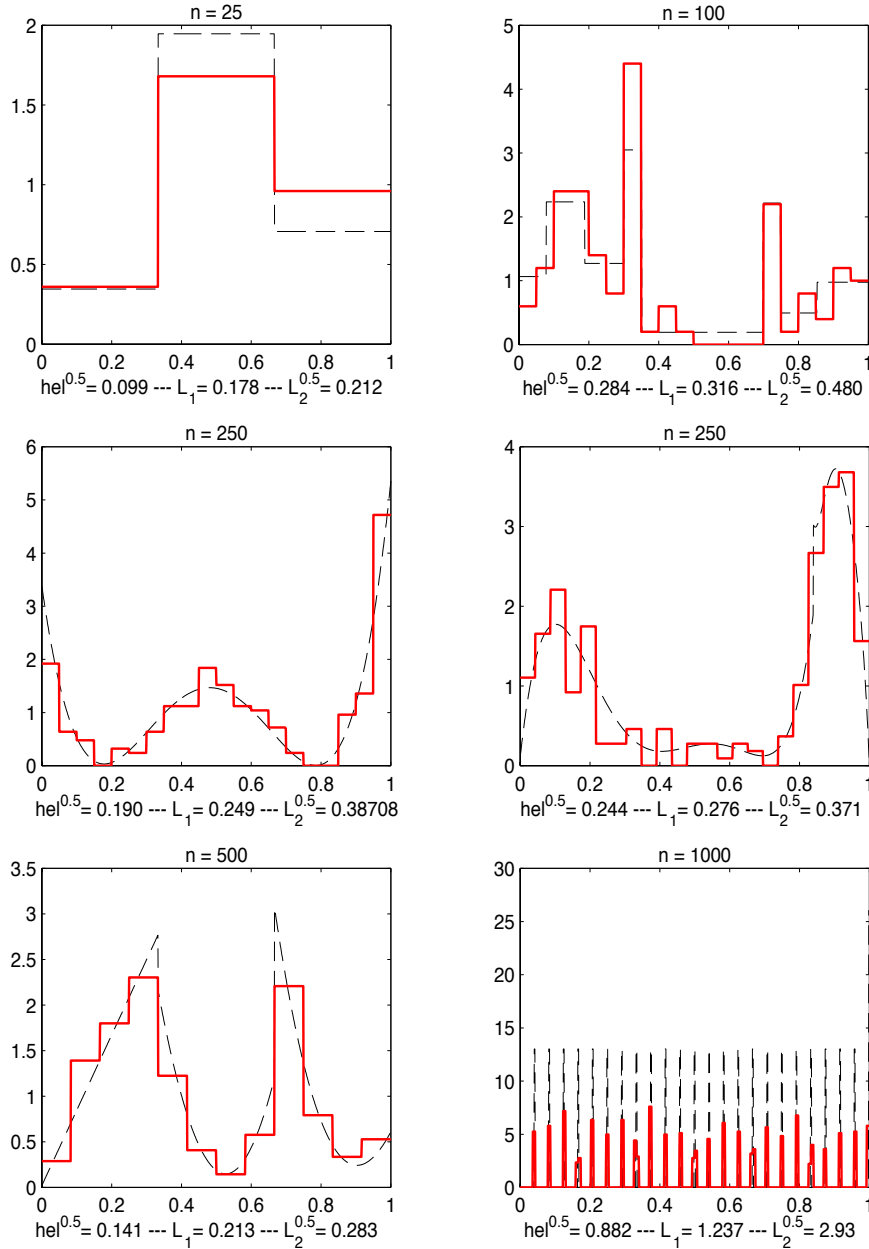 n = 25
2
1.5
1
0.5
0
0 0.2 0.4 0.6 0.8 1
hel^0.5 = 0.099 --- L_1 = 0.178 --- L_2^0.5 = 0.212
n = 100
5
4
3
2
1
0
0 0.2 0.4 0.6 0.8 1
hel^0.5 = 0.284 --- L_1 = 0.316 --- L_2^0.5 = 0.480
n = 250
6
5
4
3
2
1
0
0 0.2 0.4 0.6 0.8 1
hel^0.5 = 0.190 --- L_1 = 0.249 --- L_2^0.5 = 0.38708
n = 250
4
3
2
1
0
0 0.2 0.4 0.6 0.8 1
hel^0.5 = 0.244 --- L_1 = 0.276 --- L_2^0.5 = 0.371
n = 500
3.5
3
2.5
2
1.5
1
0.5
0
0 0.2 0.4 0.6 0.8 1
hel^0.5 = 0.141 --- L_1 = 0.213 --- L_2^0.5 = 0.283
n = 1000
30
25
20
15
10
5
0
0 0.2 0.4 0.6 0.8 1
hel^0.5 = 0.882 --- L_1 = 1.237 --- L_2^0.5 = 2.93